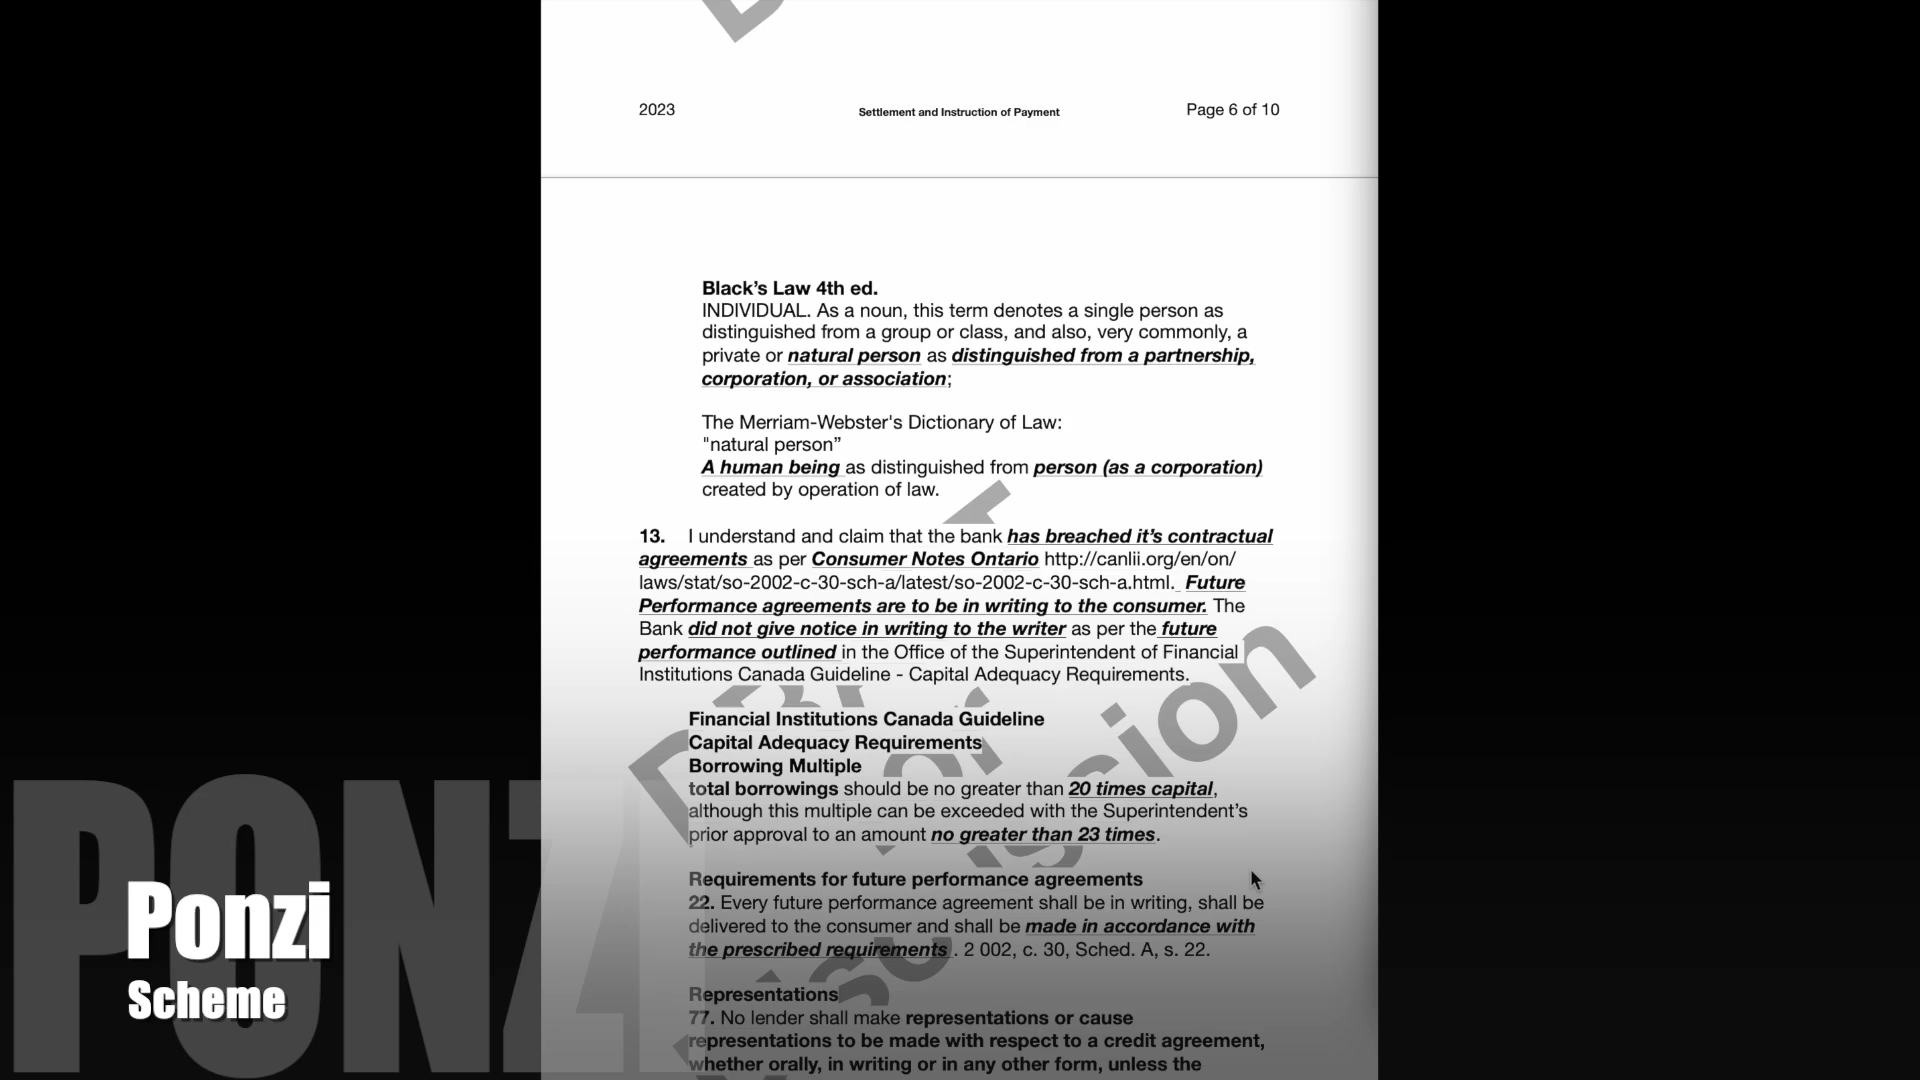 2023 Settlement and Instruction of Payment Page 6 of 10
Black’s Law 4th ed.
INDIVIDUAL. As a noun, this term denotes a single person as
distinguished from a group or class, and also, very commonly, a
private or natural person as distinguished from a partnership,
corporation, or association;
The Merriam-Webster's Dictionary of Law:
"natural person”
A human being as distinguished from person (as a corporation)
created by operation of law.
13. I understand and claim that the bank has breached it’s contractual
agreements as per Consumer Notes Ontario http://canlii.org/en/on/
laws/stat/so-2002-c-30-sch-a/latest/so-2002-c-30-sch-a.html. Future
Performance agreements are to be in writing to the consumer. The
Bank did not give notice in writing to the writer as per the future
performance outlined in the Office of the Superintendent of Financial
Institutions Canada Guideline - Capital Adequacy Requirements.
Financial Institutions Canada Guideline
Capital Adequacy Requirements
Borrowing Multiple
total borrowings should be no greater than 20 times capital,
although this multiple can be exceeded with the Superintendent’s
prior approval to an amount no greater than 23 times.
Requirements for future performance agreements
22. Every future performance agreement shall be in writing, shall be
delivered to the consumer and shall be made in accordance with
the prescribed requirements . 2 002, c. 30, Sched. A, s. 22.
Representations
77. No lender shall make representations or cause
representations to be made with respect to a credit agreement,
whether orally, in writing or in any other form, unless the
PONZI
Ponzi
Scheme